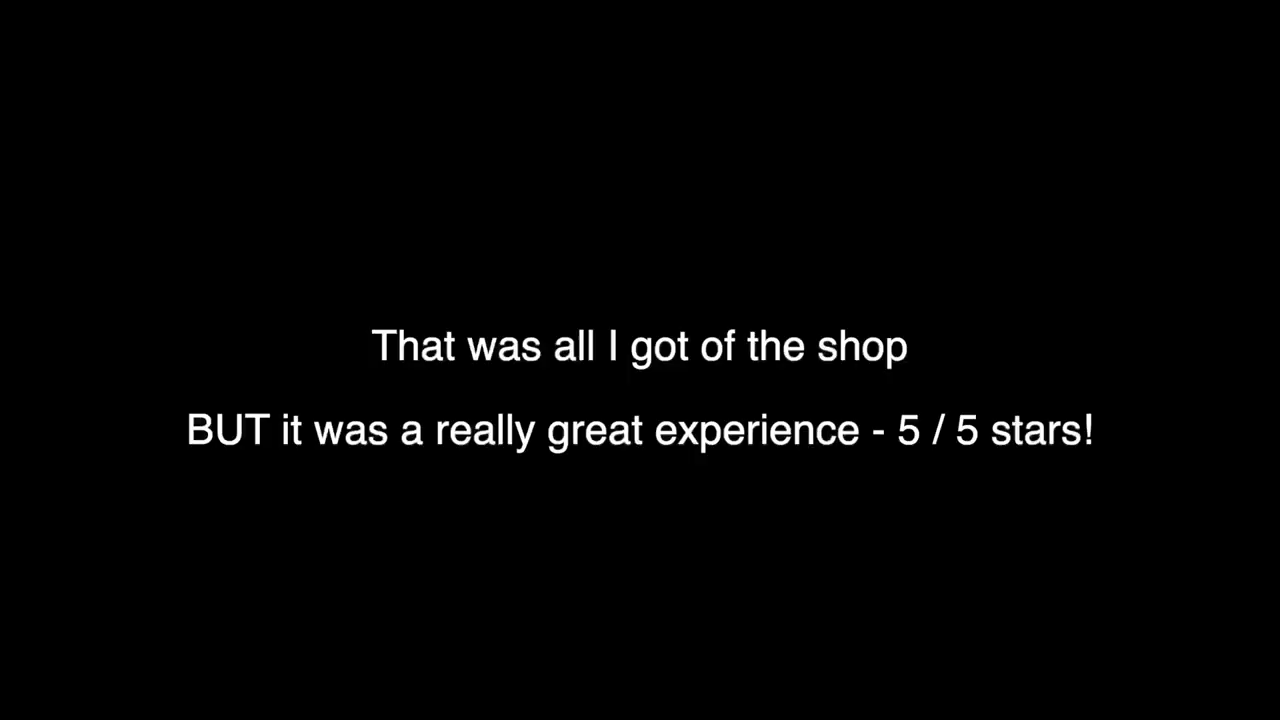 That was all I got of the shop
BUT it was a really great experience - 5 / 5 stars!